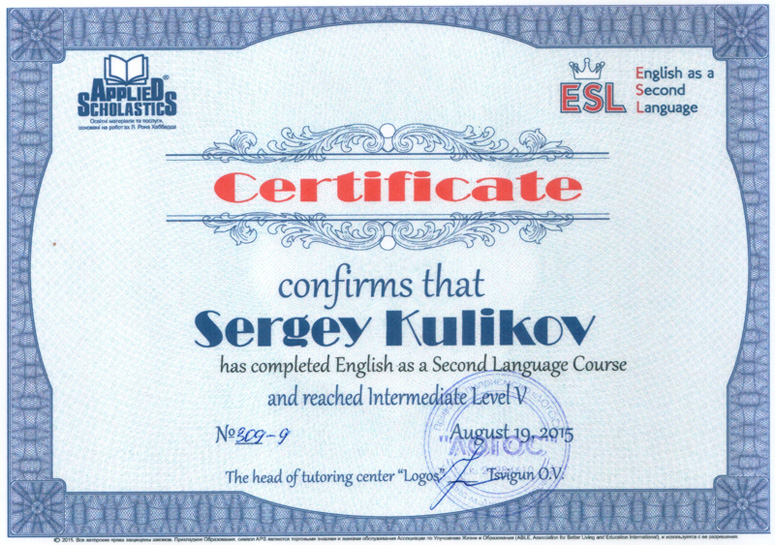 APPLIED
SCHOLASTICS®
Освітні матеріали та послуги,
основані на роботах Л. Рона Хаббарда
ESL
English as a
Second
Language
Certificate
confirms that
Sergey Kulikov
has completed English as a Second Language Course
and reached Intermediate Level V
№309-9
August 19, 2015
"ЛОГОС"
The head of tutoring center “Logos”
Tsvigun O.V.
© 2015. Все авторские права защищены законом. Прикладное Образование, символ APS являются торговыми знаками и знаками обслуживания Ассоциации по Улучшению Жизни и Образования (ABLE, Association for Better Living and Education International), и используются с ее разрешения.